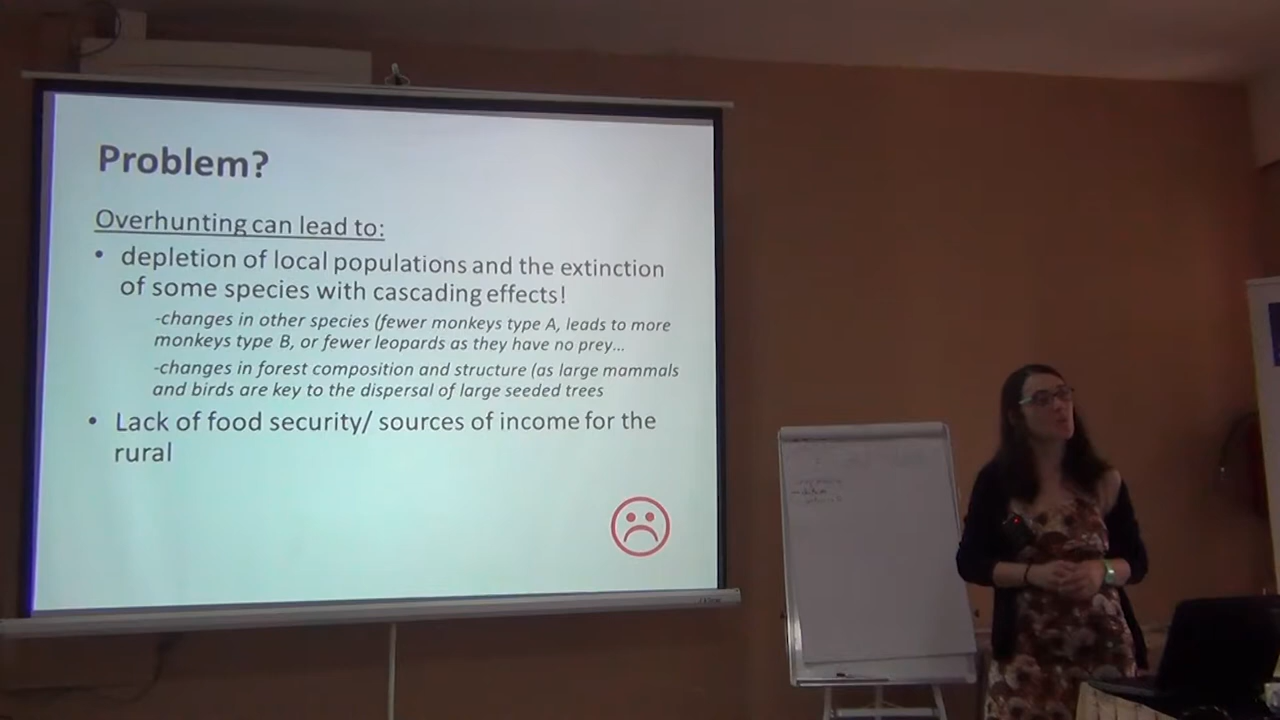 Problem?
Overhunting can lead to:
• depletion of local populations and the extinction
of some species with cascading effects!
-changes in other species (fewer monkeys type A, leads to more
monkeys type B, or fewer leopards as they have no prey...
-changes in forest composition and structure (as large mammals
and birds are key to the dispersal of large seeded trees
• Lack of food security/ sources of income for the
rural